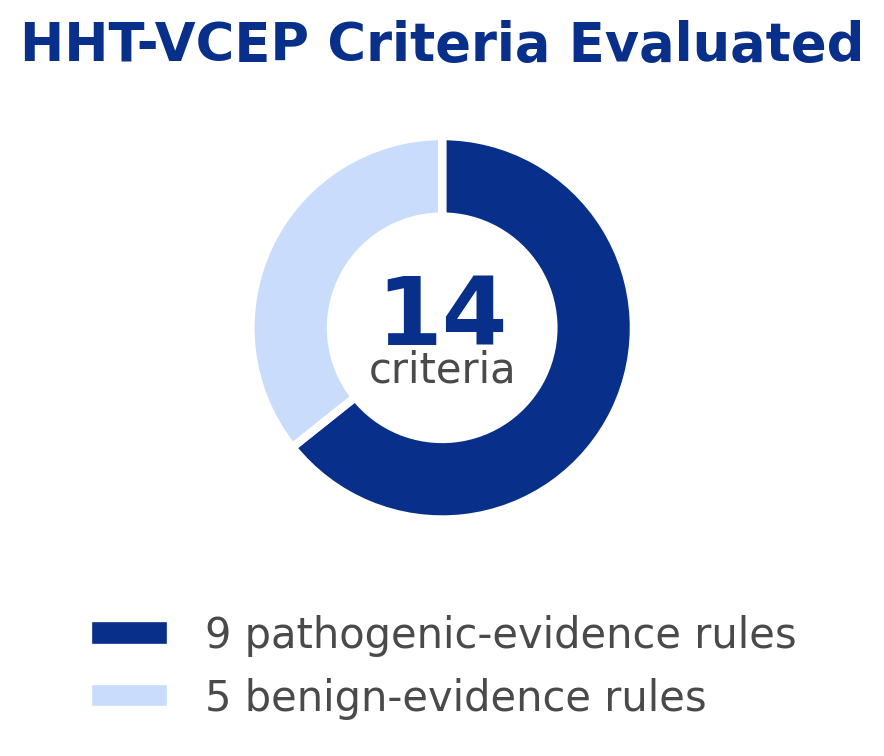 HHT-VCEP Criteria Evaluated
14
criteria
9 pathogenic-evidence rules
5 benign-evidence rules